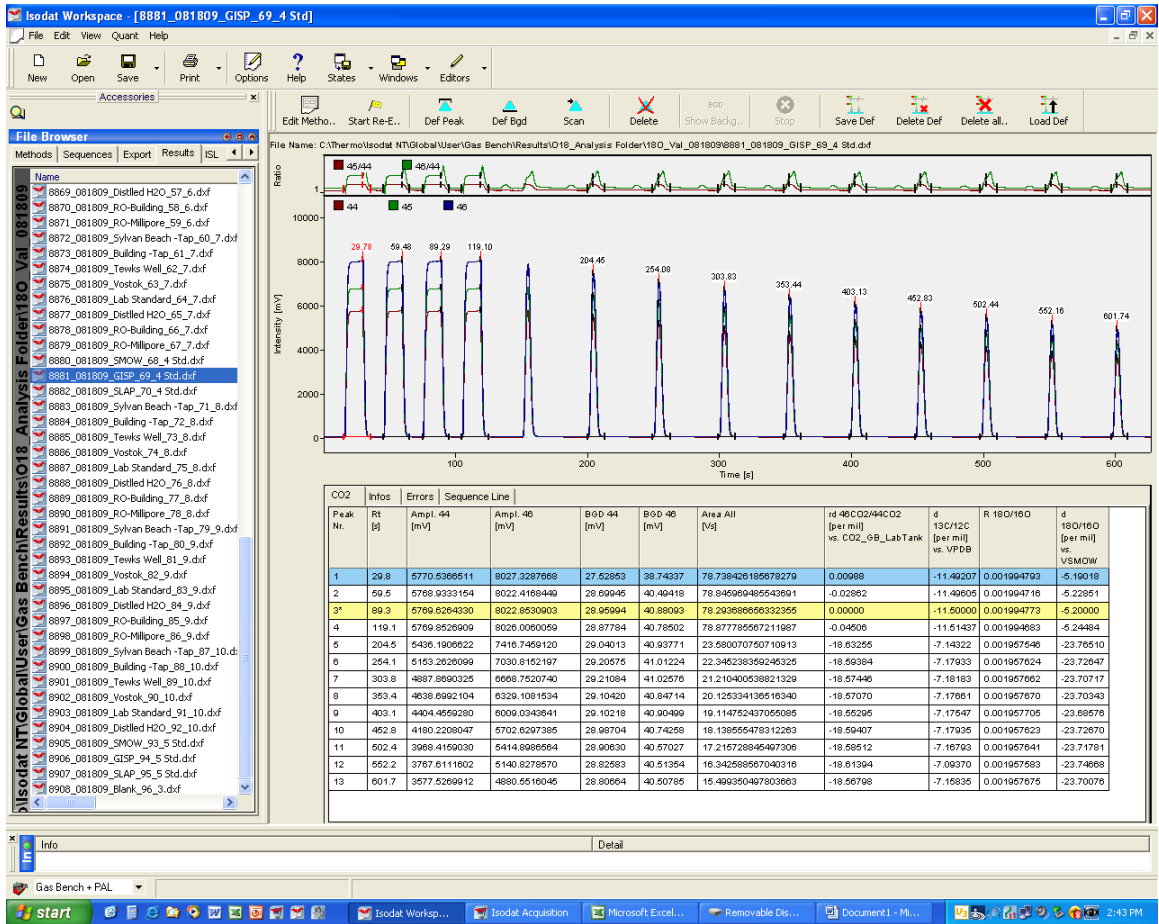 Isodat Workspace - [8881_081809_GISP_69_4 Std]
File Edit View Quant Help
New Open Save Print Options Help States Windows Editors
Accessories
File Browser
Methods Sequences Export Results ISL
Name
8869_081809_Distlled H2O_57_6.dxf
8870_081809_RO-Building_58_6.dxf
8871_081809_RO-Millipore_59_6.dxf
8872_081809_Sylvan Beach -Tap_60_7.dxf
8873_081809_Building -Tap_61_7.dxf
8874_081809_Tewks Well_62_7.dxf
8875_081809_Vostok_63_7.dxf
8876_081809_Lab Standard_64_7.dxf
8877_081809_Distlled H2O_65_7.dxf
8878_081809_RO-Building_66_7.dxf
8879_081809_RO-Millipore_67_7.dxf
8880_081809_SMOW_68_4 Std.dxf
8881_081809_GISP_69_4 Std.dxf
8882_081809_SLAP_70_4 Std.dxf
8883_081809_Sylvan Beach -Tap_71_8.dxf
8884_081809_Building -Tap_72_8.dxf
8885_081809_Tewks Well_73_8.dxf
8886_081809_Vostok_74_8.dxf
8887_081809_Lab Standard_75_8.dxf
8888_081809_Distlled H2O_76_8.dxf
8889_081809_RO-Building_77_8.dxf
8890_081809_RO-Millipore_78_8.dxf
8891_081809_Sylvan Beach -Tap_79_9.dxf
8892_081809_Building -Tap_80_9.dxf
8893_081809_Tewks Well_81_9.dxf
8894_081809_Vostok_82_9.dxf
8895_081809_Lab Standard_83_9.dxf
8896_081809_Distlled H2O_84_9.dxf
8897_081809_RO-Building_85_9.dxf
8898_081809_RO-Millipore_86_9.dxf
8899_081809_Sylvan Beach -Tap_87_10.d
8900_081809_Building -Tap_88_10.dxf
8901_081809_Tewks Well_89_10.dxf
8902_081809_Vostok_90_10.dxf
8903_081809_Lab Standard_91_10.dxf
8904_081809_Distlled H2O_92_10.dxf
8905_081809_SMOW_93_5 Std.dxf
8906_081809_GISP_94_5 Std.dxf
8907_081809_SLAP_95_5 Std.dxf
8908_081809_Blank_96_3.dxf
\Isodat NT\Global\User\Gas Bench\Results\O18 Analysis Folder\18O Val 081809
Edit Metho.. Start Re-E.. Def Peak Def Bgd Scan Delete Show Backg.. Stop Save Def Delete Def Delete all.. Load Def
BGD
File Name: C:\Thermo\Isodat NT\Global\User\Gas Bench\Results\O18_Analysis Folder\18O_Val_081809\8881_081809_GISP_69_4 Std.dxf
Ratio
45/44 46/44
1
44 45 46
Intensity [mV]
10000
8000
6000
4000
2000
0
29.78 59.48 89.29 119.10 204.45 254.08 303.83 353.44 403.13 452.83 502.44 552.16 601.74
100 200 300 400 500 600
Time [s]
CO2 Infos Errors Sequence Line
Peak Nr. Rt [s] Ampl. 44 [mV] Ampl. 46 [mV] BGD 44 [mV] BGD 46 [mV] Area All [Vs] rd 46CO2/44CO2 [per mil] vs. CO2_GB_LabTank d 13C/12C [per mil] vs. VPDB R 18O/16O d 18O/16O [per mil] vs. VSMOW
1 29.8 5770.5366511 8027.3287668 27.52853 38.74337 78.738426185678279 0.00988 -11.49207 0.001994793 -5.19018
2 59.5 5768.9333154 8022.4168449 28.69508 40.49418 78.845969485543691 -0.02862 -11.49605 0.001994716 -5.22851
3* 89.3 5769.6264330 8022.8530903 28.95994 40.88093 78.293686656332355 0.00000 -11.50000 0.001994773 -5.20000
4 119.1 5769.8526909 8026.0060059 28.87784 40.78502 78.877785567211987 -0.04506 -11.51437 0.001994683 -5.24484
5 204.5 5436.1906622 7416.7459120 29.04013 40.93771 23.580070750710913 -18.63255 -7.14322 0.001957546 -23.76510
6 254.1 5153.2626099 7030.8152197 29.20575 41.01224 22.345238359245325 -18.59384 -7.17933 0.001957624 -23.72647
7 303.8 4887.8690325 6668.7520740 29.21084 41.02576 21.210400538821329 -18.57446 -7.18183 0.001957662 -23.70717
8 353.4 4638.6992104 6329.1081534 29.10420 40.84714 20.125334136516340 -18.57070 -7.17661 0.001957670 -23.70343
9 403.1 4404.4559280 6009.0343641 29.10218 40.90499 19.114752437055085 -18.55295 -7.17547 0.001957705 -23.68576
10 452.8 4180.2208047 5702.6297385 28.98704 40.74258 18.138555478312263 -18.59407 -7.17935 0.001957623 -23.72670
11 502.4 3968.4159030 5414.8986564 28.90630 40.57027 17.215728845497306 -18.58512 -7.16793 0.001957641 -23.71781
12 552.2 3767.6111602 5140.8278570 28.82583 40.51354 16.342588567040316 -18.61394 -7.09370 0.001957583 -23.74668
13 601.7 3577.5269912 4880.5516045 28.80664 40.50785 15.499350497803663 -18.56798 -7.15835 0.001957675 -23.70076
Info Detail
Gas Bench + PAL
start Isodat Worksp... Isodat Acquisition Microsoft Excel... Removable Dis... Document1 - Mi... 2:43 PM